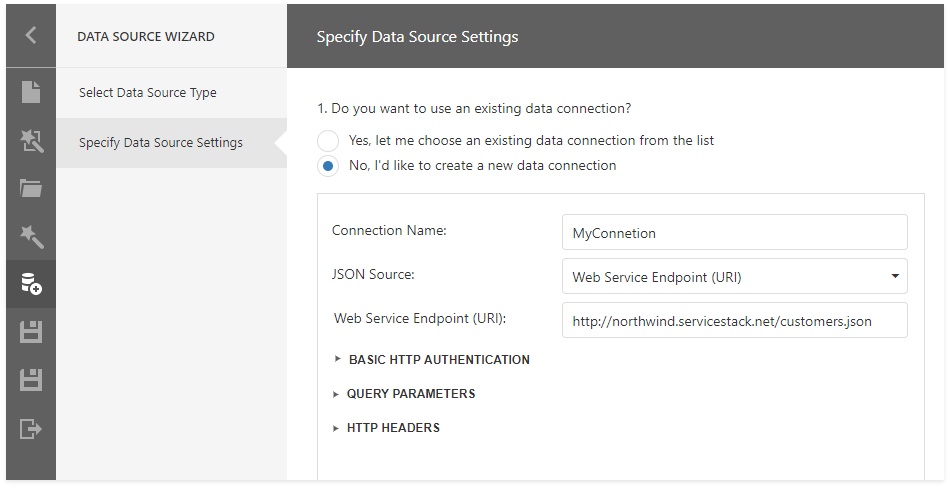 DATA SOURCE WIZARD
Specify Data Source Settings
Select Data Source Type
Specify Data Source Settings
1. Do you want to use an existing data connection?
Yes, let me choose an existing data connection from the list
No, I'd like to create a new data connection
Connection Name: MyConnetion
JSON Source: Web Service Endpoint (URI)
Web Service Endpoint (URI): http://northwind.servicestack.net/customers.json
BASIC HTTP AUTHENTICATION
QUERY PARAMETERS
HTTP HEADERS